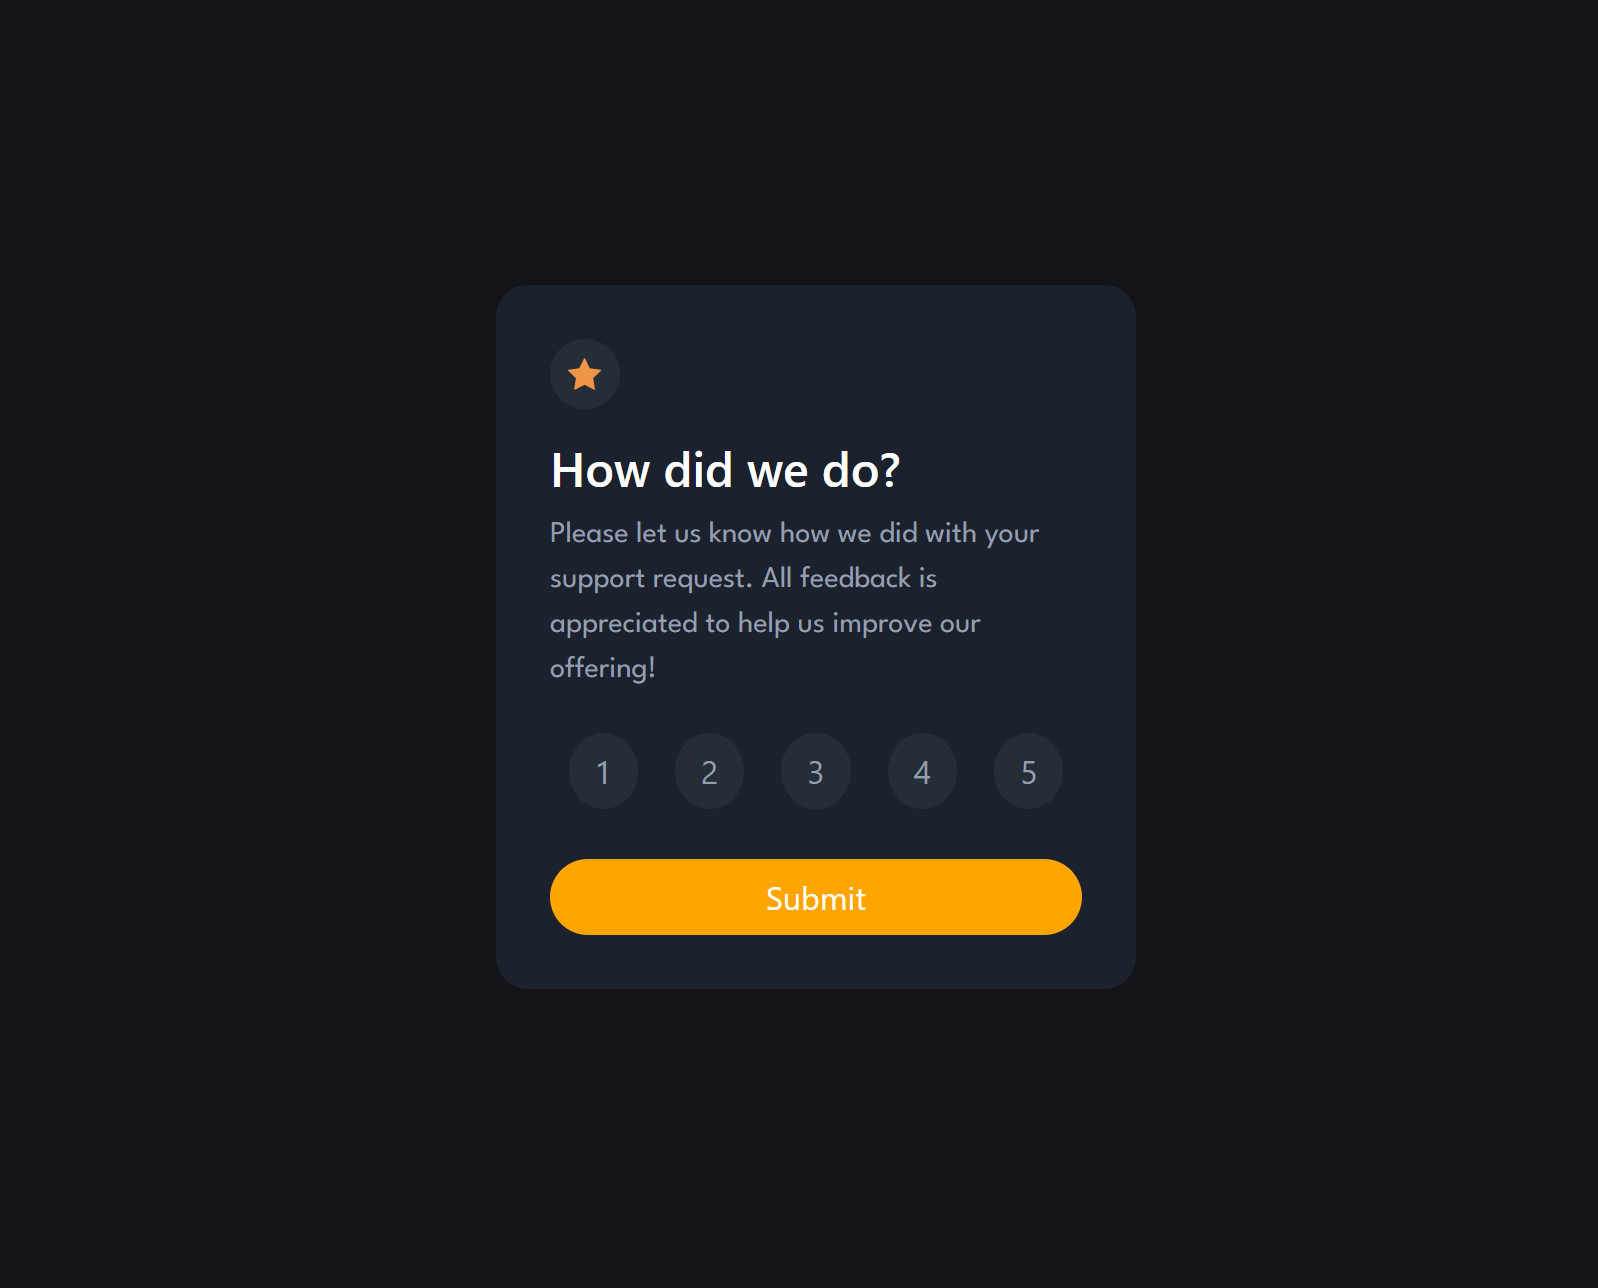 How did we do?
Please let us know how we did with your
support request. All feedback is
appreciated to help us improve our
offering!
1 2 3 4 5
Submit